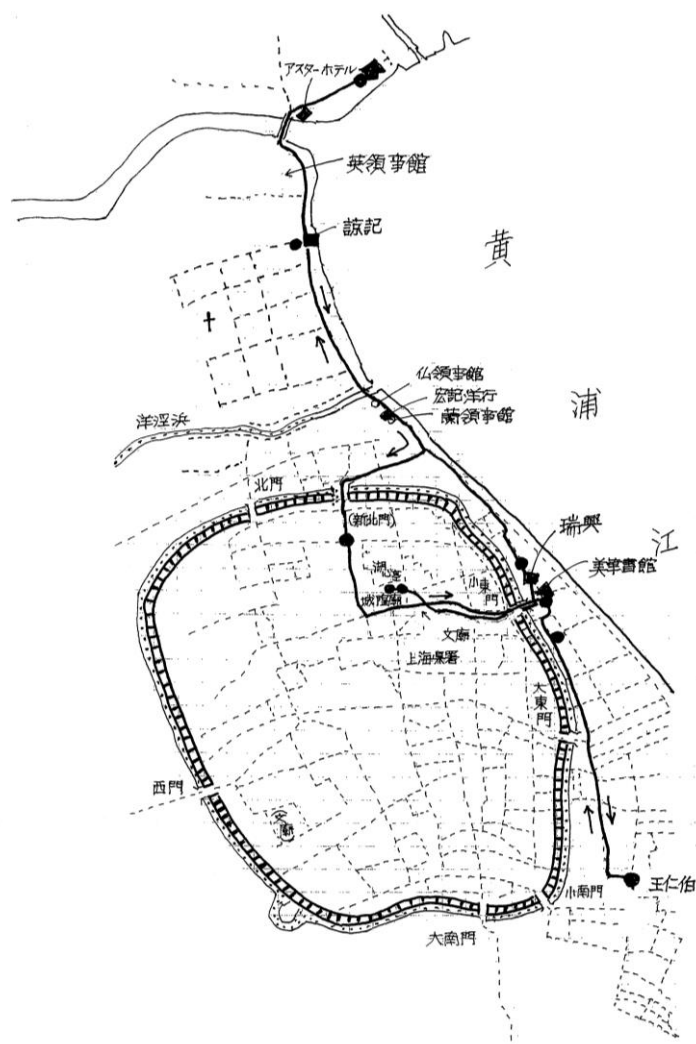 アスターホテル
英領事館
諒記
黄
浦
江
仏領事館
宏記洋行
蘭領事館
洋涇浜
北門
(新北門)
瑞興
美華書館
湖
小東門
城隍廟
文廟
上海県署
大東門
西門
(文廟)
小南門
王仁伯
大南門